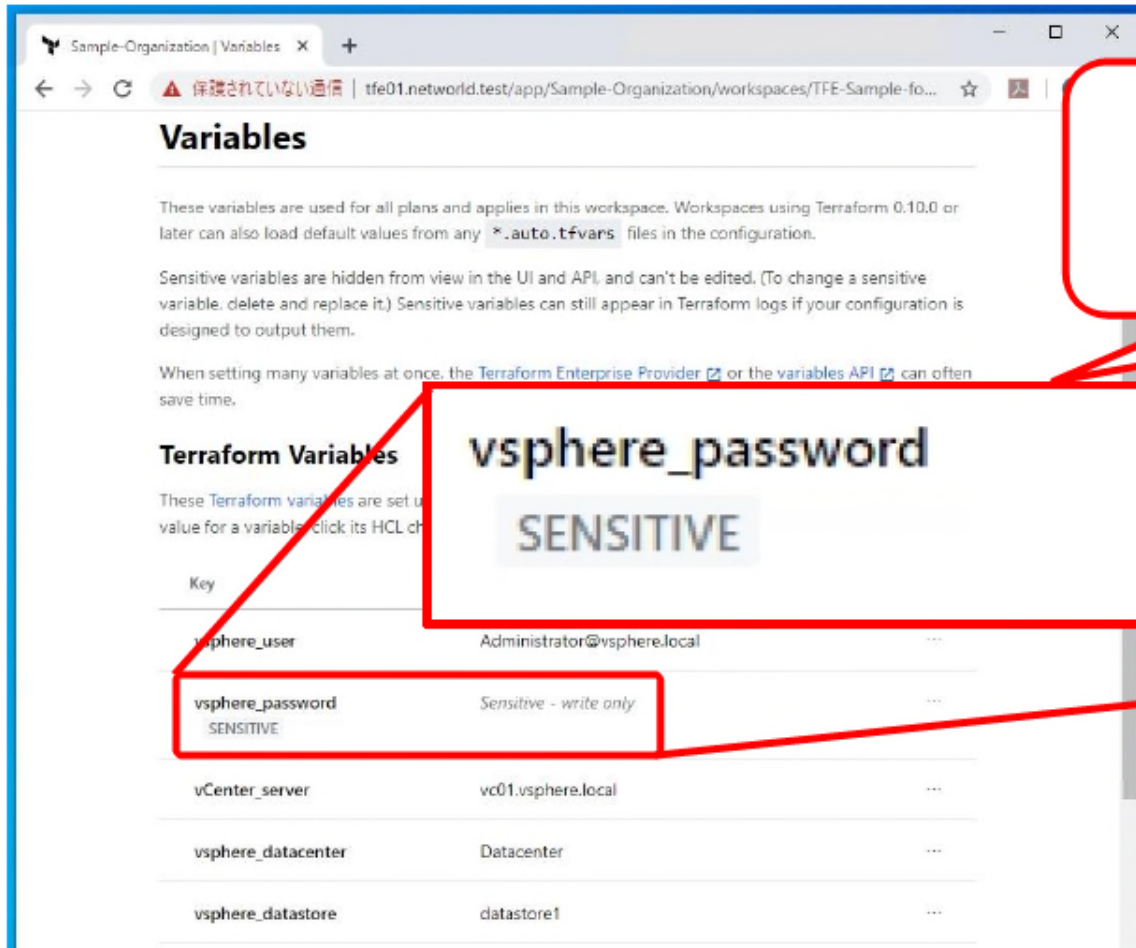 Sample-Organization | Variables
保護されていない通信 | tfe01.networld.test/app/Sample-Organization/workspaces/TFE-Sample-fo...
Variables
These variables are used for all plans and applies in this workspace. Workspaces using Terraform 0.10.0 or
later can also load default values from any *.auto.tfvars files in the configuration.
Sensitive variables are hidden from view in the UI and API, and can't be edited. (To change a sensitive
variable, delete and replace it.) Sensitive variables can still appear in Terraform logs if your configuration is
designed to output them.
When setting many variables at once, the Terraform Enterprise Provider or the variables API can often
save time.
Terraform Variables
These Terraform variables are set u
value for a variable, click its HCL ch
vsphere_password
SENSITIVE
Key
vsphere_user Administrator@vsphere.local ...
vsphere_password Sensitive - write only ...
SENSITIVE
vCenter_server vc01.vsphere.local ...
vsphere_datacenter Datacenter ...
vsphere_datastore datastore1 ...